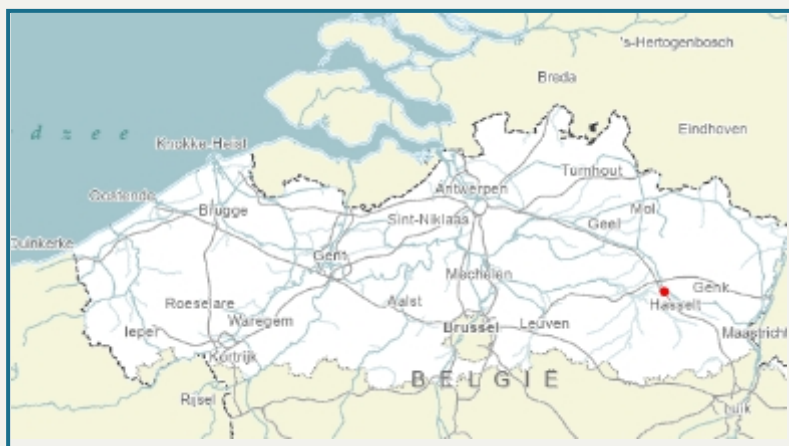 's-Hertogenbosch
Breda
Eindhoven
dzee
Knokke-Heist
Turnhout
Antwerpen
Oostende
Mol
Brugge
Sint-Niklaas
Geel
Duinkerke
Gent
Mechelen
Genk
Roeselare
Aalst
Hasselt
Waregem
Ieper
Brussel
Leuven
Maastricht
Kortrijk
BELGIË
Rijsel
Luik